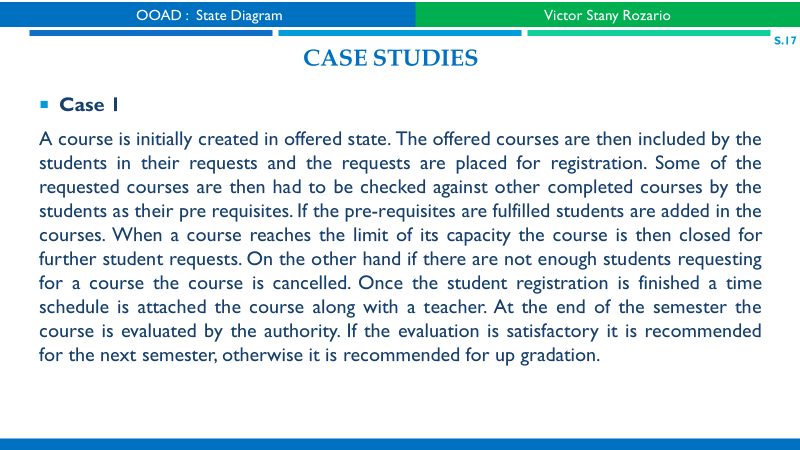 OOAD : State Diagram
Victor Stany Rozario
S.17
CASE STUDIES
Case 1
A course is initially created in offered state. The offered courses are then included by the
students in their requests and the requests are placed for registration. Some of the
requested courses are then had to be checked against other completed courses by the
students as their pre requisites. If the pre-requisites are fulfilled students are added in the
courses. When a course reaches the limit of its capacity the course is then closed for
further student requests. On the other hand if there are not enough students requesting
for a course the course is cancelled. Once the student registration is finished a time
schedule is attached the course along with a teacher. At the end of the semester the
course is evaluated by the authority. If the evaluation is satisfactory it is recommended
for the next semester, otherwise it is recommended for up gradation.